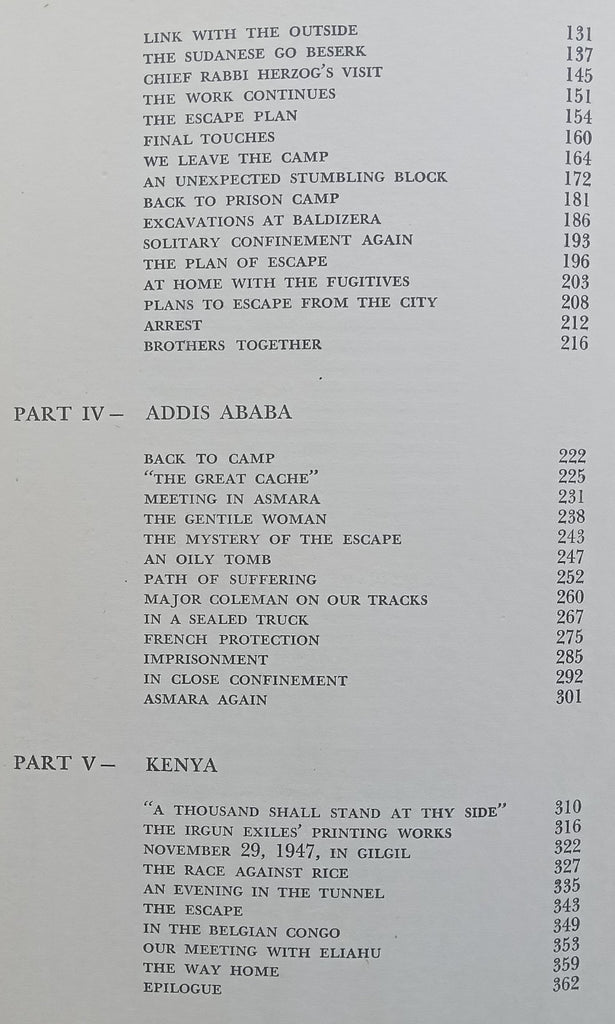 LINK WITH THE OUTSIDE 131
THE SUDANESE GO BESERK 137
CHIEF RABBI HERZOG'S VISIT 145
THE WORK CONTINUES 151
THE ESCAPE PLAN 154
FINAL TOUCHES 160
WE LEAVE THE CAMP 164
AN UNEXPECTED STUMBLING BLOCK 172
BACK TO PRISON CAMP 181
EXCAVATIONS AT BALDIZERA 186
SOLITARY CONFINEMENT AGAIN 193
THE PLAN OF ESCAPE 196
AT HOME WITH THE FUGITIVES 203
PLANS TO ESCAPE FROM THE CITY 208
ARREST 212
BROTHERS TOGETHER 216
PART IV – ADDIS ABABA
BACK TO CAMP 222
"THE GREAT CACHE" 225
MEETING IN ASMARA 231
THE GENTILE WOMAN 238
THE MYSTERY OF THE ESCAPE 243
AN OILY TOMB 247
PATH OF SUFFERING 252
MAJOR COLEMAN ON OUR TRACKS 260
IN A SEALED TRUCK 267
FRENCH PROTECTION 275
IMPRISONMENT 285
IN CLOSE CONFINEMENT 292
ASMARA AGAIN 301
PART V – KENYA
"A THOUSAND SHALL STAND AT THY SIDE" 310
THE IRGUN EXILES' PRINTING WORKS 316
NOVEMBER 29, 1947, IN GILGIL 322
THE RACE AGAINST RICE 327
AN EVENING IN THE TUNNEL 335
THE ESCAPE 343
IN THE BELGIAN CONGO 349
OUR MEETING WITH ELIAHU 353
THE WAY HOME 359
EPILOGUE 362